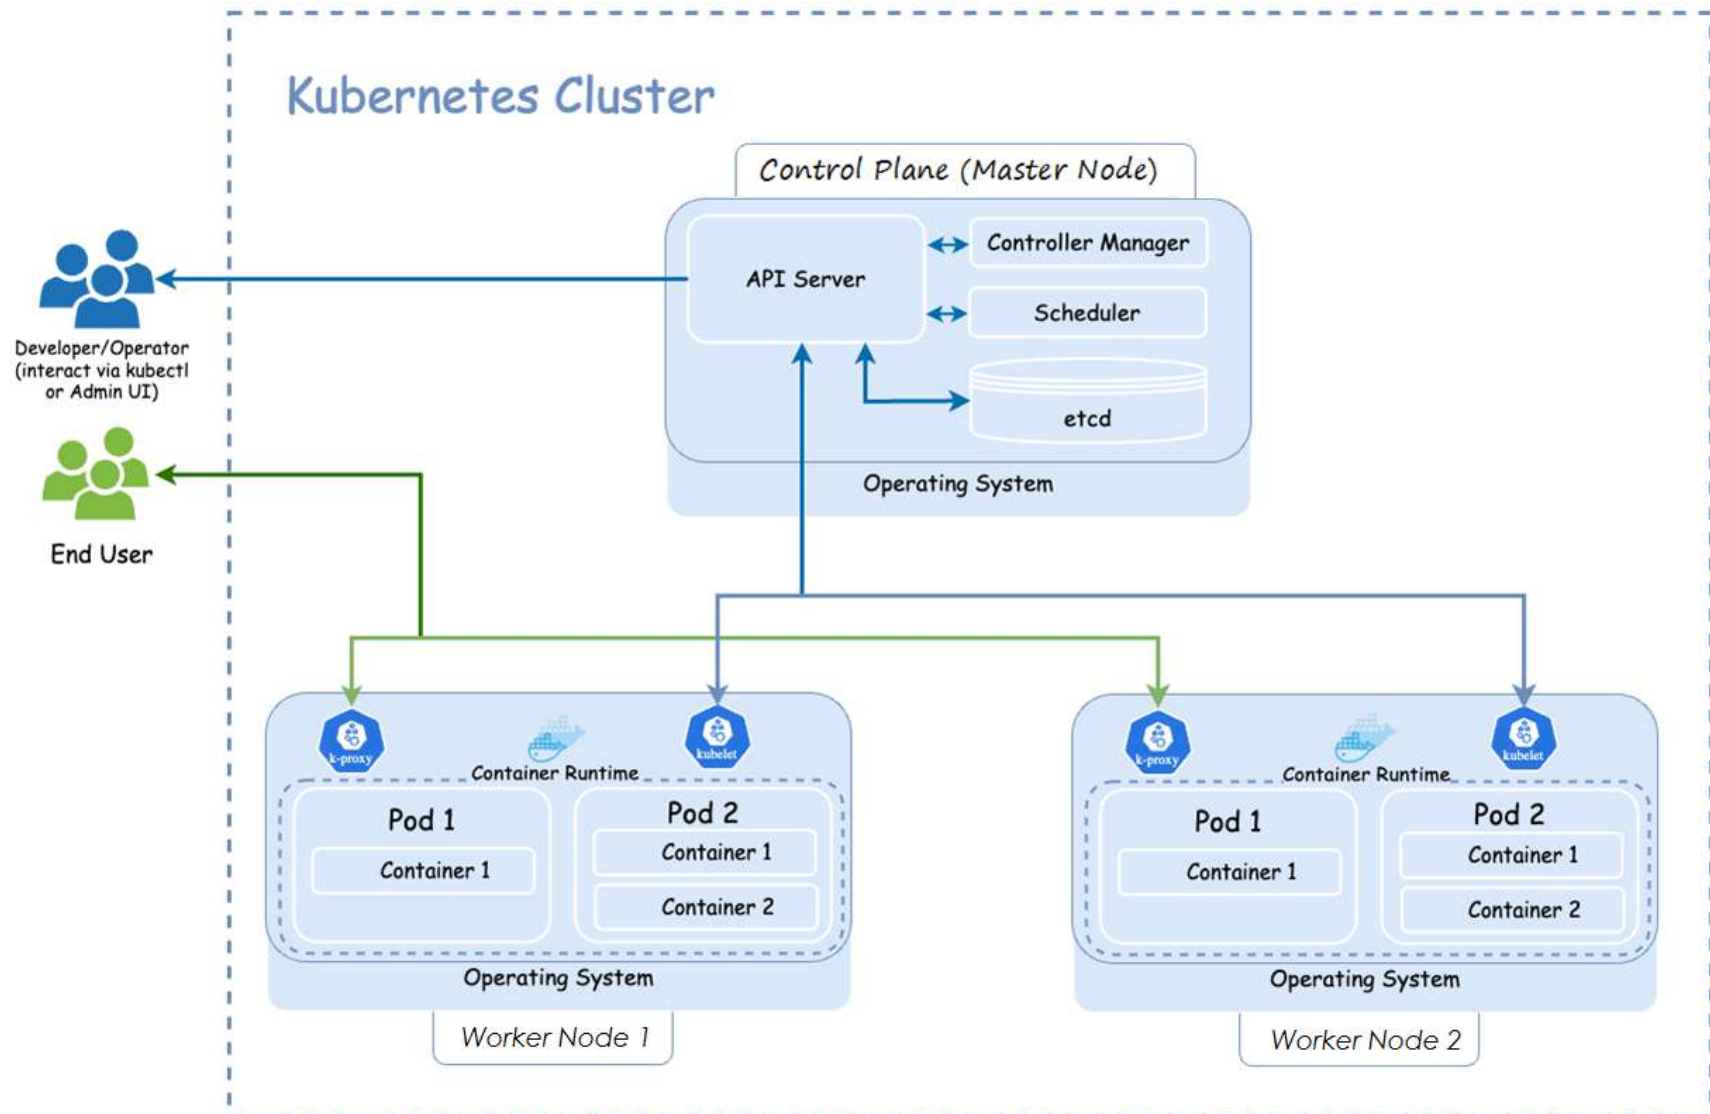 Kubernetes Cluster
Control Plane (Master Node)
API Server
Controller Manager
Scheduler
etcd
Operating System
Developer/Operator
(interact via kubectl
or Admin UI)
End User
k-proxy
Container Runtime
kubelet
Pod 1
Container 1
Pod 2
Container 1
Container 2
Operating System
Worker Node 1
k-proxy
Container Runtime
kubelet
Pod 1
Container 1
Pod 2
Container 1
Container 2
Operating System
Worker Node 2